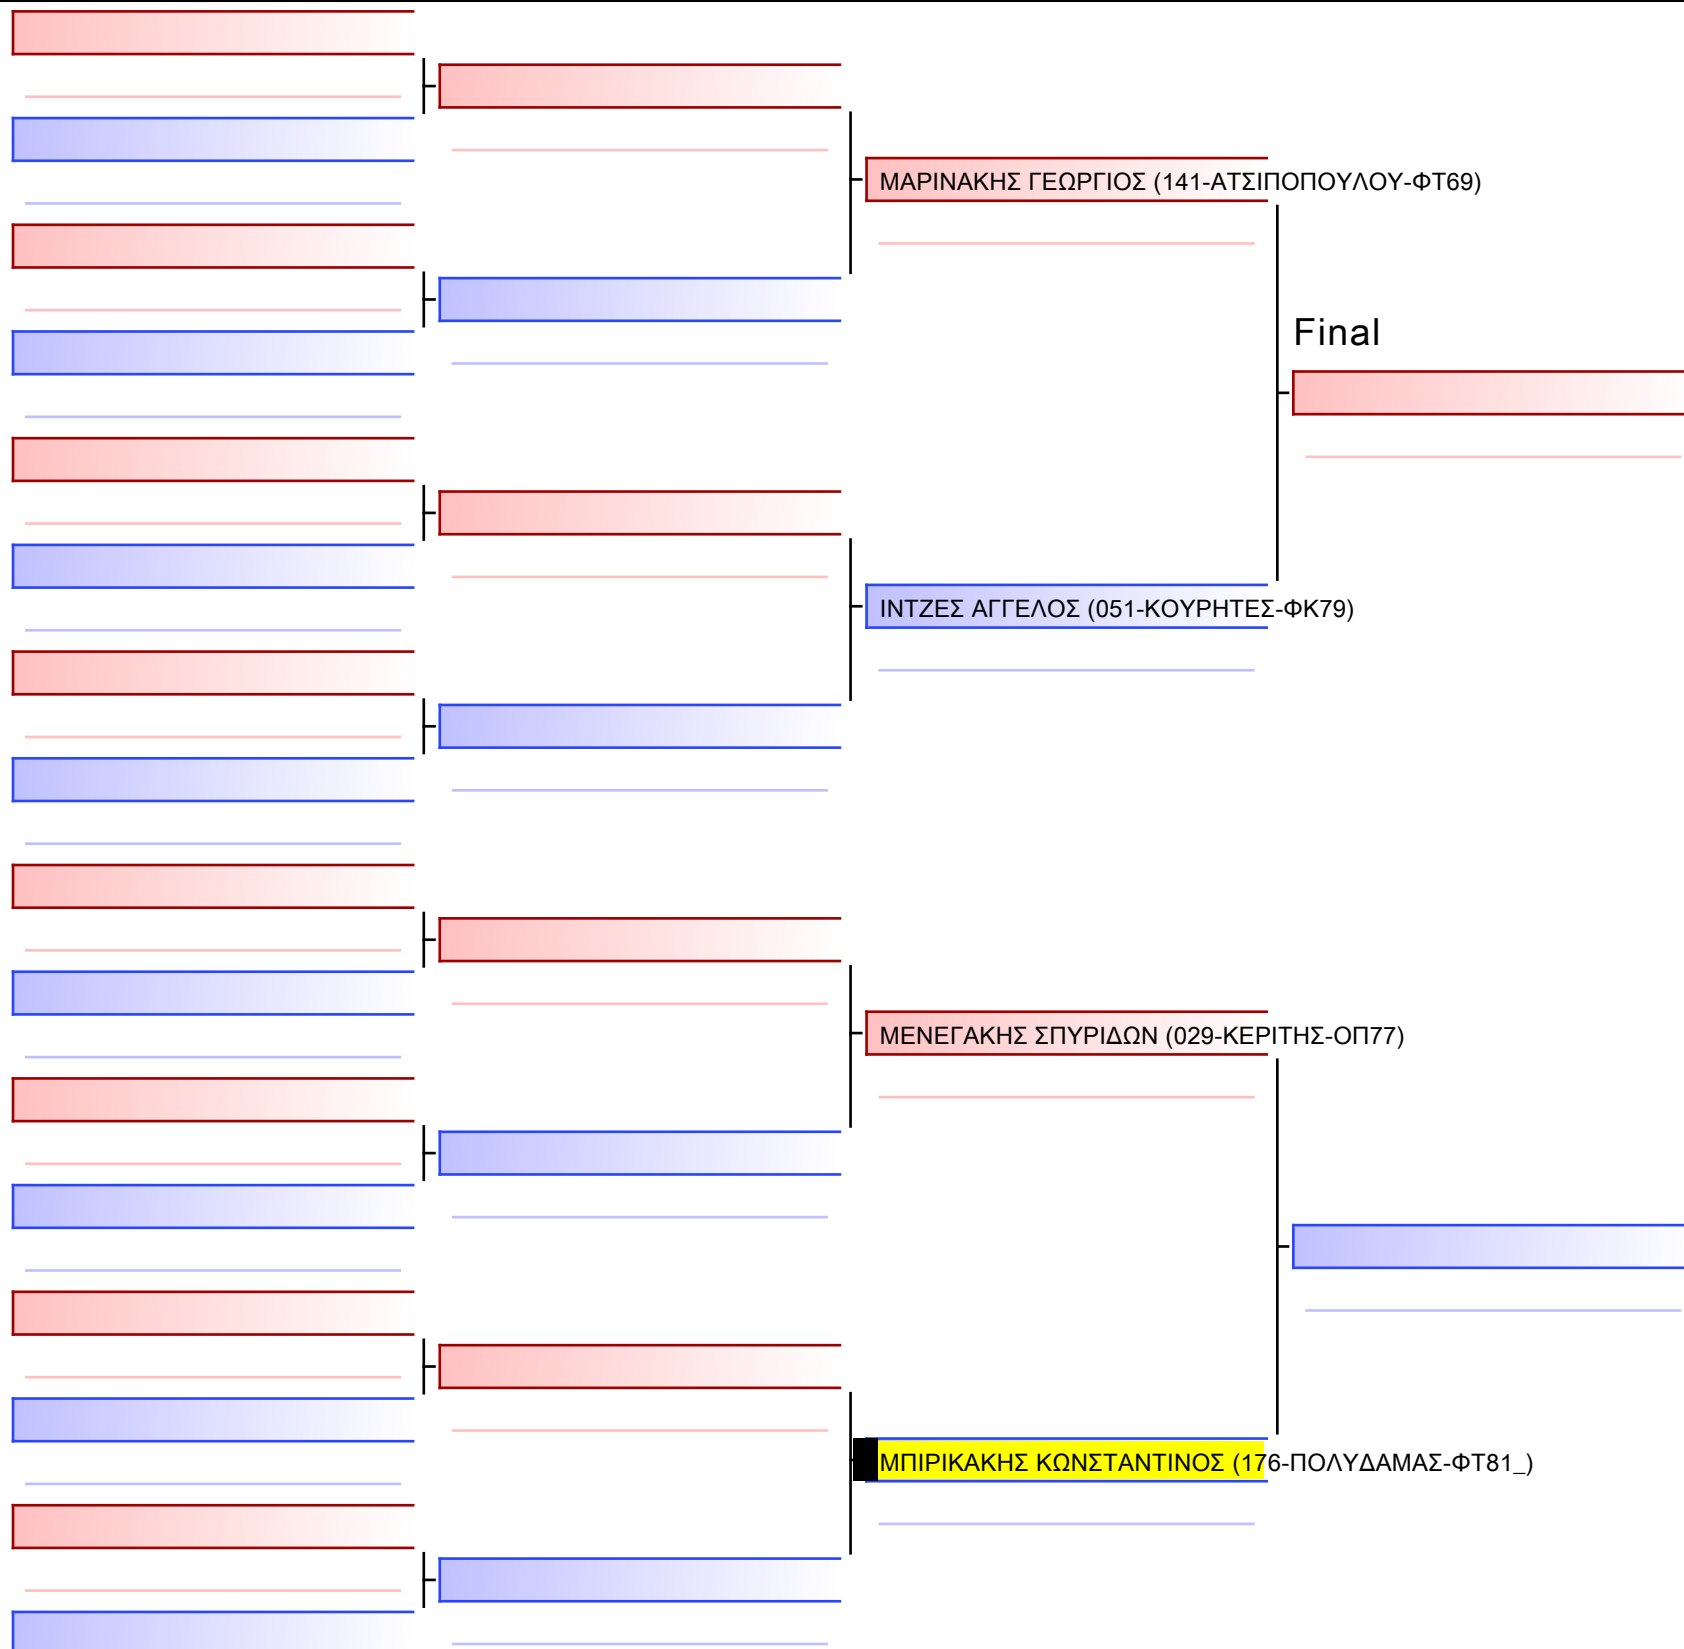 ΜΑΡΙΝΑΚΗΣ ΓΕΩΡΓΙΟΣ (141-ΑΤΣΙΠΟΠΟΥΛΟΥ-ΦΤ69)
Final
ΙΝΤΖΕΣ ΑΓΓΕΛΟΣ (051-ΚΟΥΡΗΤΕΣ-ΦΚ79)
ΜΕΝΕΓΑΚΗΣ ΣΠΥΡΙΔΩΝ (029-ΚΕΡΙΤΗΣ-ΟΠ77)
ΜΠΙΡΙΚΑΚΗΣ ΚΩΝΣΤΑΝΤΙΝΟΣ (176-ΠΟΛΥΔΑΜΑΣ-ΦΤ81_)